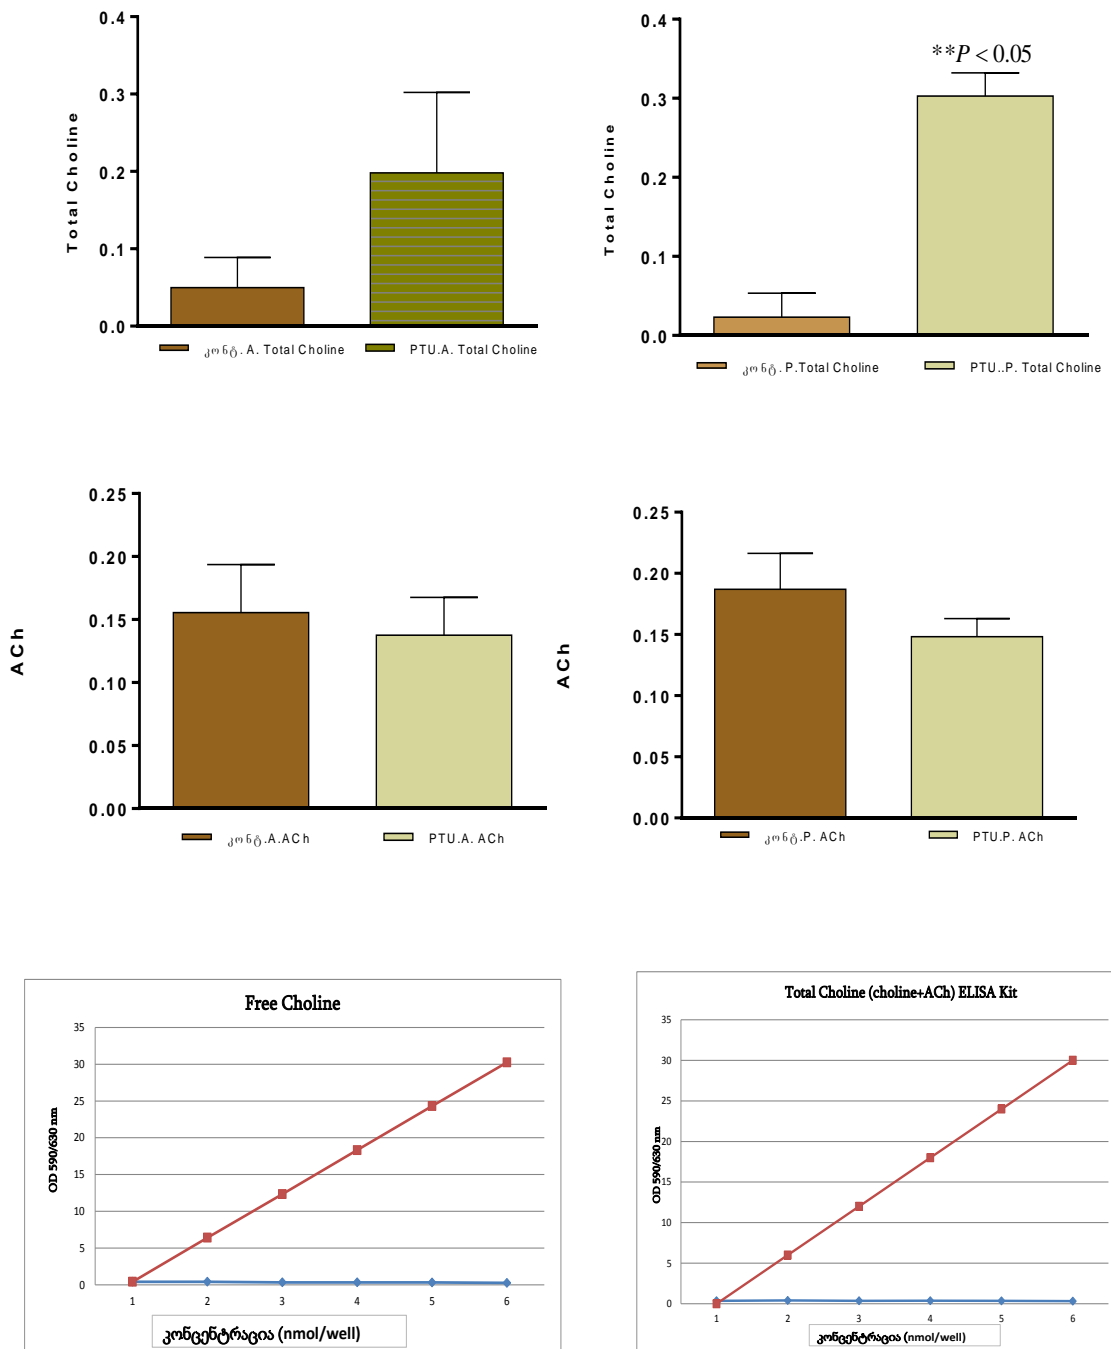 0.4
0.3
0.2
0.1
0.0
Total Choline
კონტ. A. Total Choline
PTU.A. Total Choline
0.4
0.3
0.2
0.1
0.0
Total Choline
**P < 0.05
კონტ. P.Total Choline
PTU..P. Total Choline
0.25
0.20
0.15
0.10
0.05
0.00
ACh
კონტ.A.ACh
PTU.A. ACh
0.25
0.20
0.15
0.10
0.05
0.00
ACh
კონტ.P. ACh
PTU.P. ACh
Free Choline
35
30
25
20
15
10
5
0
OD 590/630 nm
1 2 3 4 5 6
კონცენტრაცია (nmol/well)
Total Choline (choline+ACh) ELISA Kit
35
30
25
20
15
10
5
0
OD 590/630 nm
1 2 3 4 5 6
კონცენტრაცია (nmol/well)